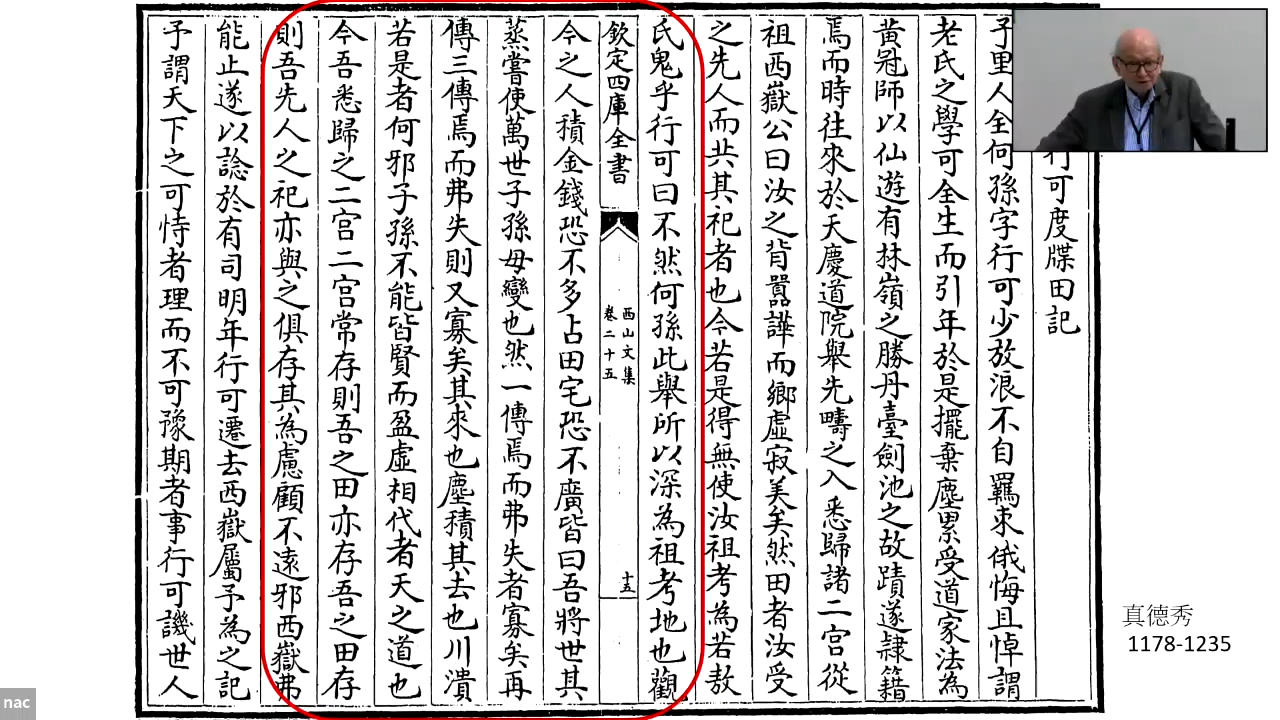 行可度牒田記
子里人全何孫字行可少放浪不自羈束俄悔且悼謂
老氏之學可全生而引年於是擺棄塵累受道家法為
黃冠師以仙遊有林嶺之勝丹臺劍池之故蹟遂隷籍
焉而時往來於天慶道院舉先疇之入悉歸諸二宮從
祖西嶽公曰汝之背囂譁而鄉虛寂美矣然田者汝受
之先人而共其祀者也今若是得無使汝祖考為若敖
氏鬼乎行可曰不然何孫此舉所以深為祖考地也觀
欽定四庫全書
西山文集
卷二十五
十五
今之人積金錢恐不多占田宅恐不廣皆曰吾將世其
蒸嘗使萬世子孫毋變也然一傳焉而弗失者寡矣再
傳三傳焉而弗失則又寡矣其來也塵積其去也川潰
若是者何邪子孫不能皆賢而盈虛相代者天之道也
今吾悉歸之二宮二宮常存則吾之田亦存吾之田存
則吾先人之祀亦與之俱存其為慮顧不遠邪西嶽弗
能止遂以諗於有司明年行可遷去西嶽屬予為之記
予謂天下之可恃者理而不可豫期者事行可譏世人
真德秀
1178-1235
nac